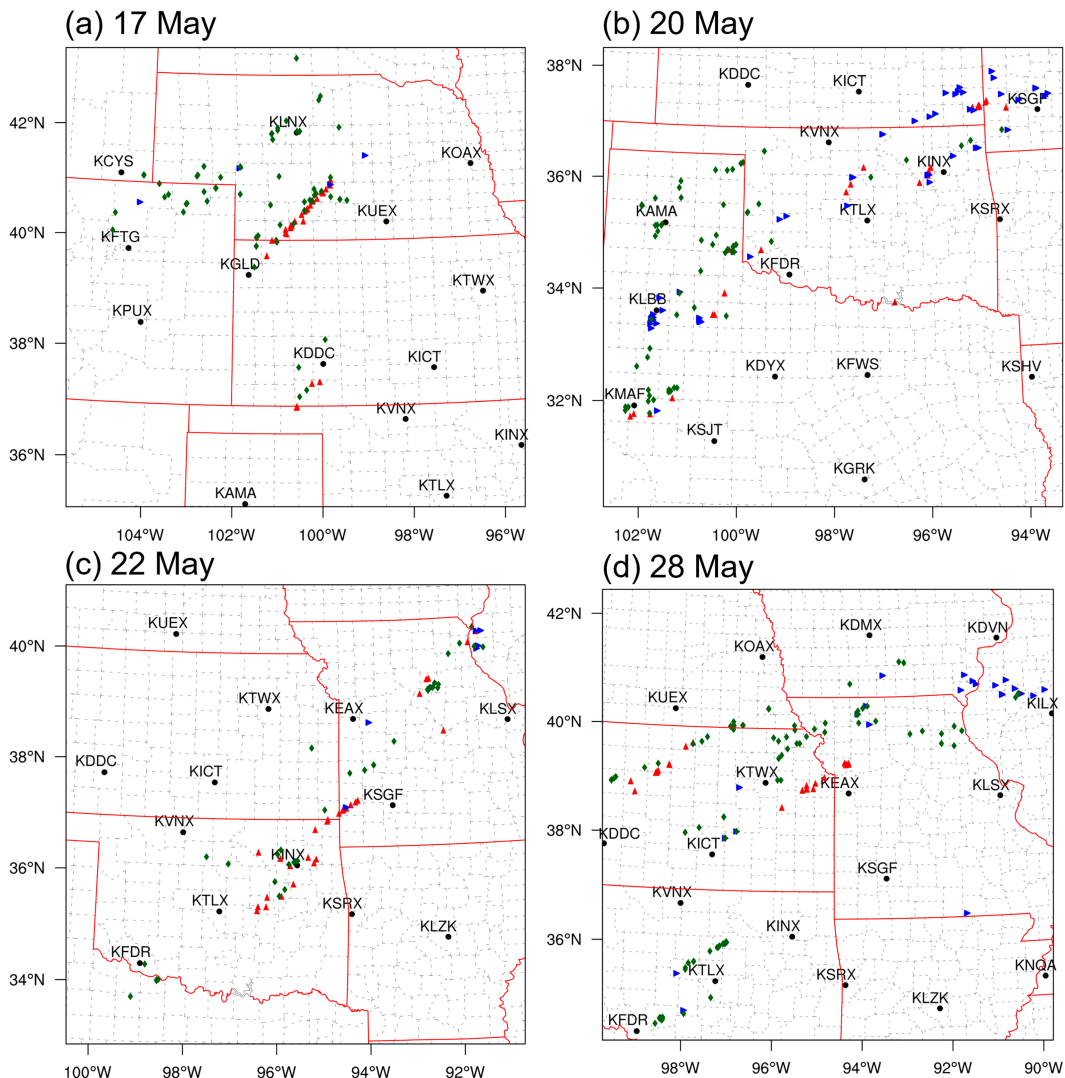 (a) 17 May
KLNX
42°N
KCYS
KOAX
KUEX
40°N
KFTG
KGLD
KTWX
KPUX
38°N
KDDC
KICT
KVNX
KINX
36°N
KAMA
KTLX
104°W 102°W 100°W 98°W 96°W
(b) 20 May
38°N
KDDC
KICT
KSGF
KVNX
36°N
KINX
KAMA
KTLX
KSRX
KFDR
34°N
KLBB
KDYX
KFWS
KSHV
32°N
KMAF
KSJT
KGRK
102°W 100°W 98°W 96°W 94°W
(c) 22 May
KUEX
40°N
KTWX
KEAX
KLSX
38°N
KDDC
KICT
KSGF
KVNX
36°N
KINX
KTLX
KSRX
KLZK
KFDR
34°N
100°W 98°W 96°W 94°W 92°W
(d) 28 May
42°N
KDMX
KDVN
KOAX
KUEX
KILX
40°N
KTWX
KEAX
KLSX
38°N
KDDC
KICT
KSGF
KVNX
36°N
KINX
KTLX
KSRX
KNQA
KLZK
KFDR
98°W 96°W 94°W 92°W 90°W